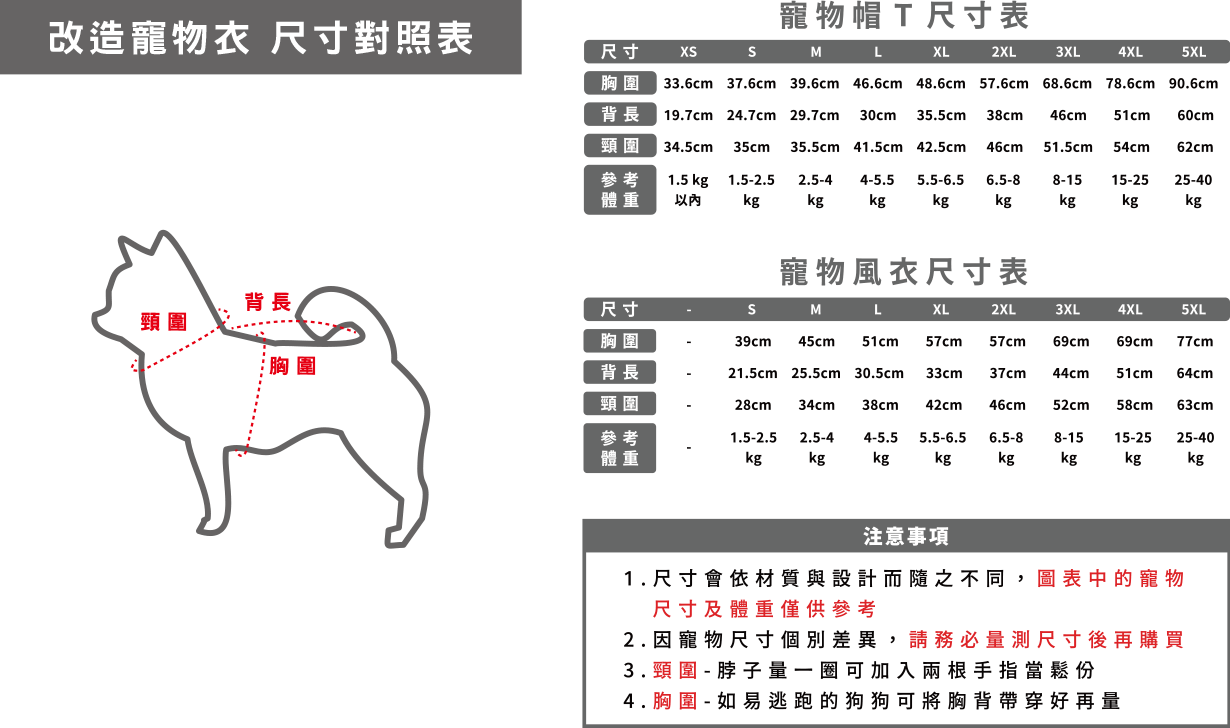 改造寵物衣 尺寸對照表
頸圍
背長
胸圍
寵物帽T尺寸表
尺寸 XS S M L XL 2XL 3XL 4XL 5XL
胸圍 33.6cm 37.6cm 39.6cm 46.6cm 48.6cm 57.6cm 68.6cm 78.6cm 90.6cm
背長 19.7cm 24.7cm 29.7cm 30cm 35.5cm 38cm 46cm 51cm 60cm
頸圍 34.5cm 35cm 35.5cm 41.5cm 42.5cm 46cm 51.5cm 54cm 62cm
參考 1.5 kg 1.5-2.5 2.5-4 4-5.5 5.5-6.5 6.5-8 8-15 15-25 25-40
體重 以內 kg kg kg kg kg kg kg kg
寵物風衣尺寸表
尺寸 - S M L XL 2XL 3XL 4XL 5XL
胸圍 - 39cm 45cm 51cm 57cm 57cm 69cm 69cm 77cm
背長 - 21.5cm 25.5cm 30.5cm 33cm 37cm 44cm 51cm 64cm
頸圍 - 28cm 34cm 38cm 42cm 46cm 52cm 58cm 63cm
參考 - 1.5-2.5 2.5-4 4-5.5 5.5-6.5 6.5-8 8-15 15-25 25-40
體重 kg kg kg kg kg kg kg kg
注意事項
1.尺寸會依材質與設計而隨之不同，圖表中的寵物
尺寸及體重僅供參考
2.因寵物尺寸個別差異，請務必量測尺寸後再購買
3.頸圍-脖子量一圈可加入兩根手指當鬆份
4.胸圍-如易逃跑的狗狗可將胸背帶穿好再量